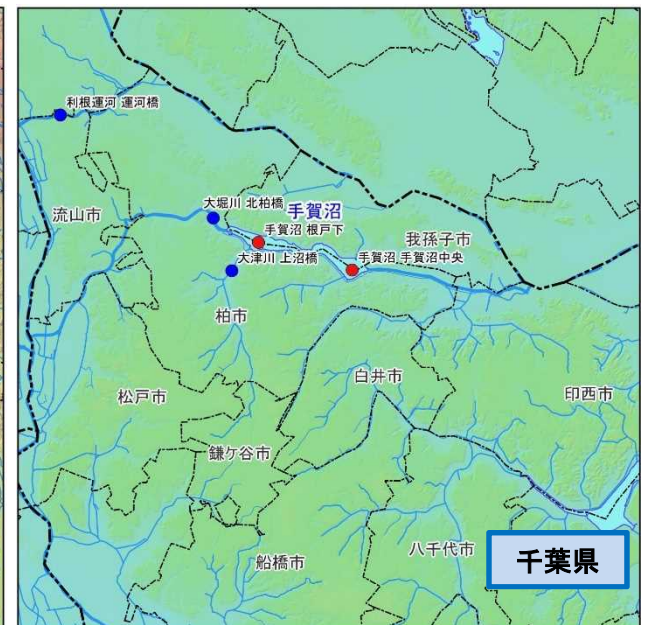 利根運河 運河橋
流山市
大堀川 北柏橋
手賀沼
手賀沼 根戸下
我孫子市
大津川 上沼橋
手賀沼 手賀沼中央
柏市
白井市
松戸市
印西市
鎌ケ谷市
船橋市
八千代市
千葉県